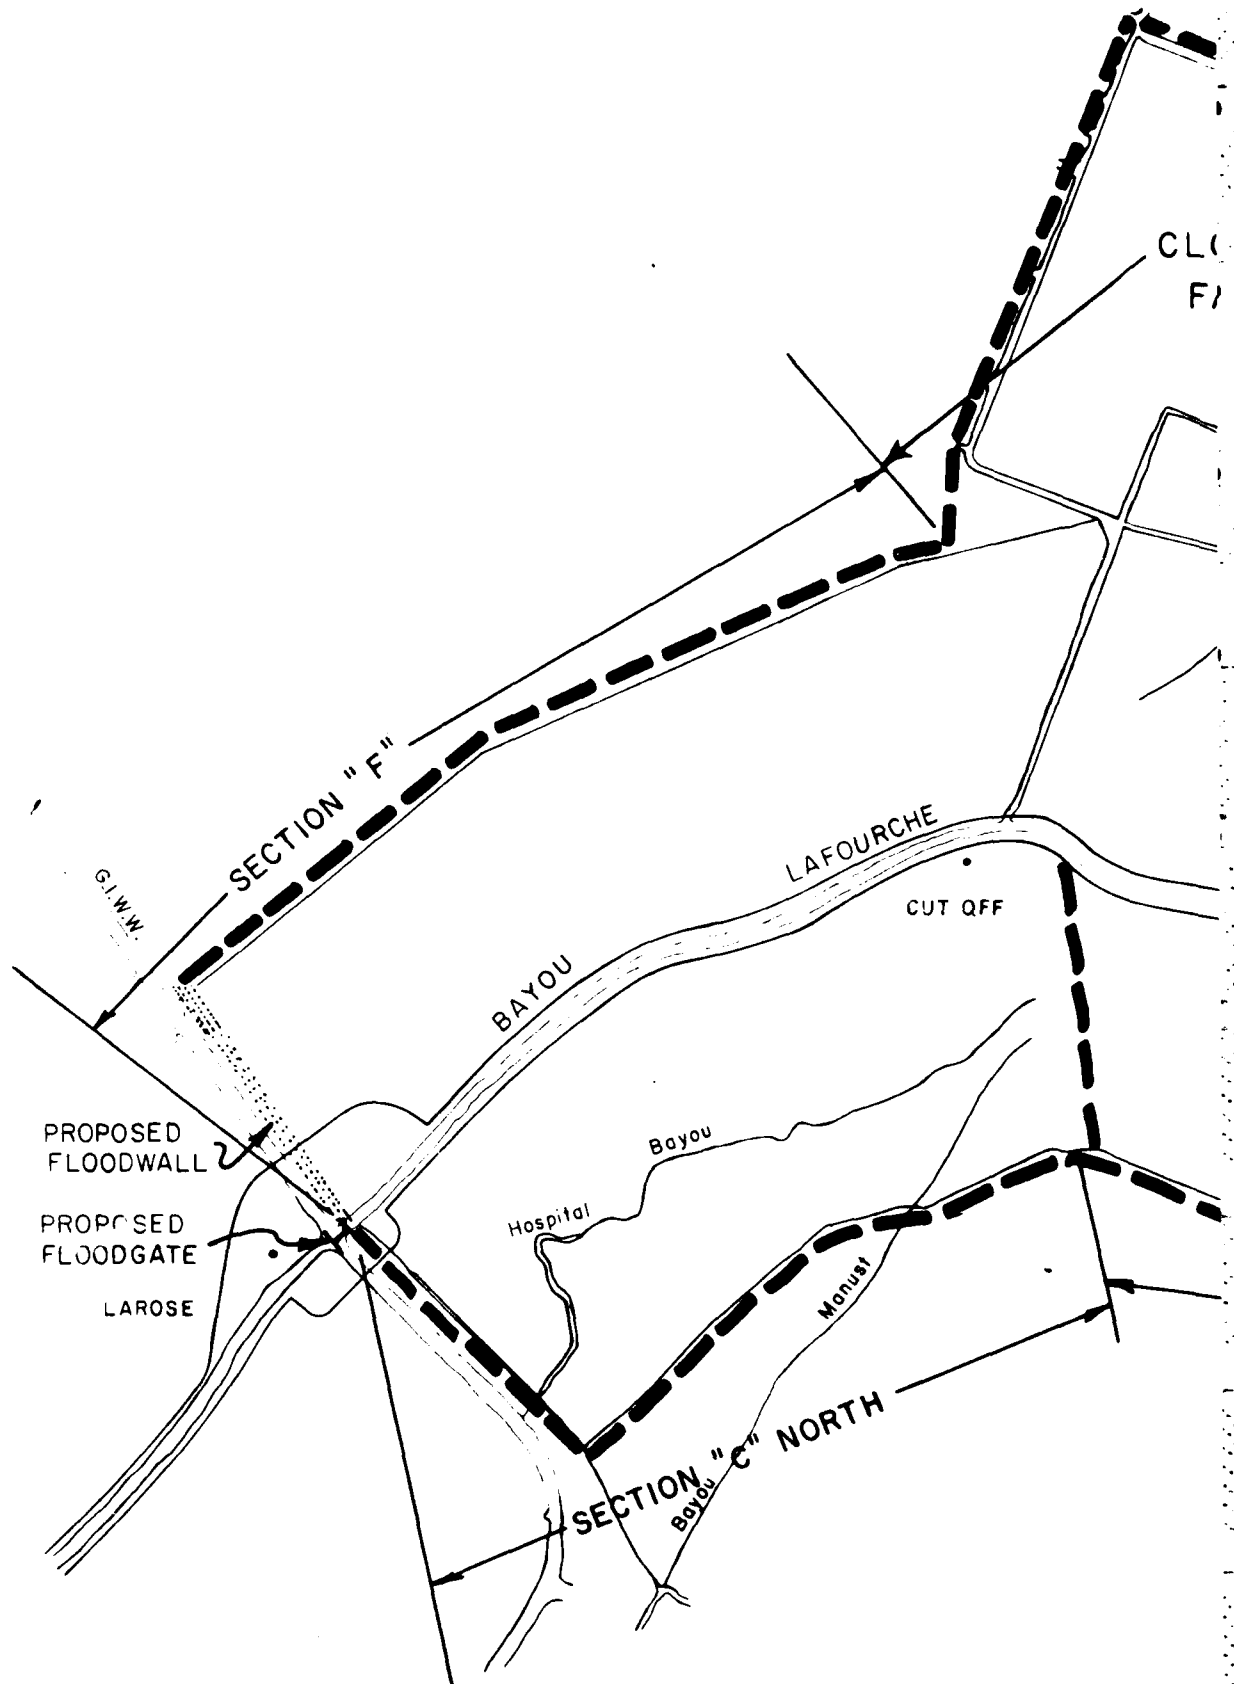 SECTION "F"
G.I.W.W.
LAFOURCHE
BAYOU
CUT OFF
PROPOSED
FLOODWALL
PROPOSED
FLOODGATE
LAROSE
Bayou
Hospital
Manust
Bayou
SECTION "C" NORTH